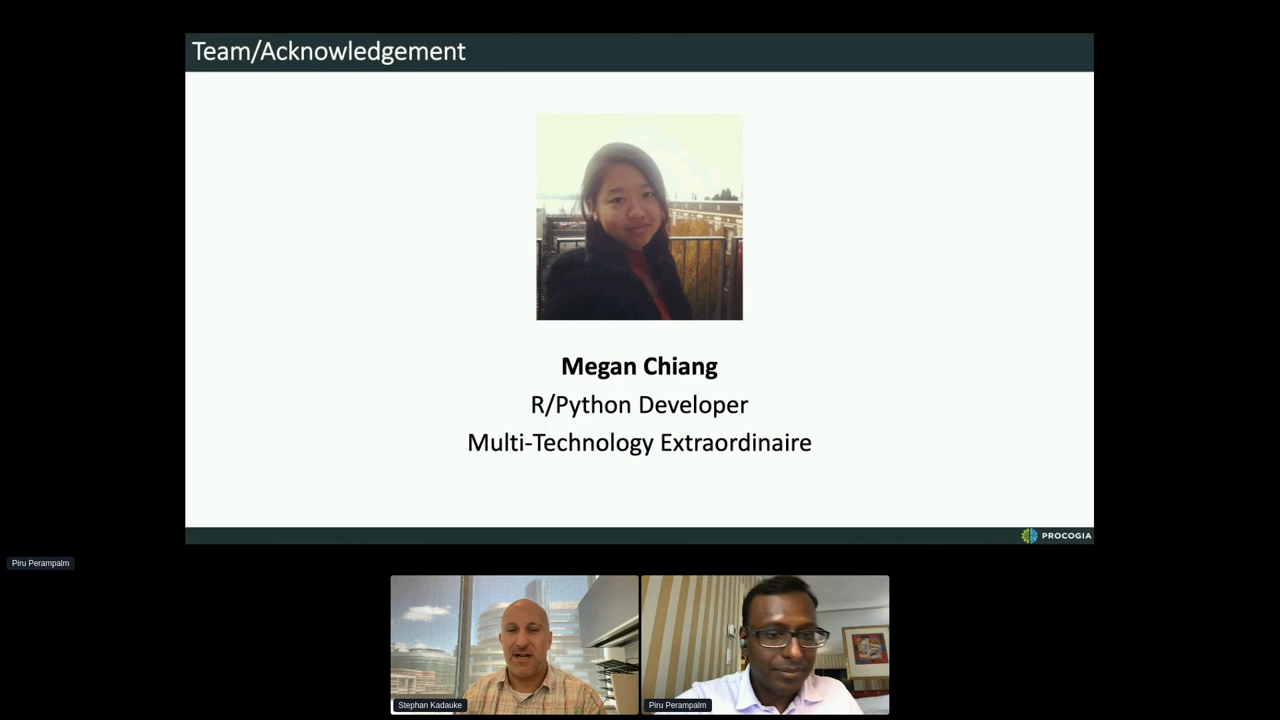 Team/Acknowledgement
Megan Chiang
R/Python Developer
Multi-Technology Extraordinaire
PROCOGIA
Piru Perampalm
Stephan Kadauke
Piru Perampalm